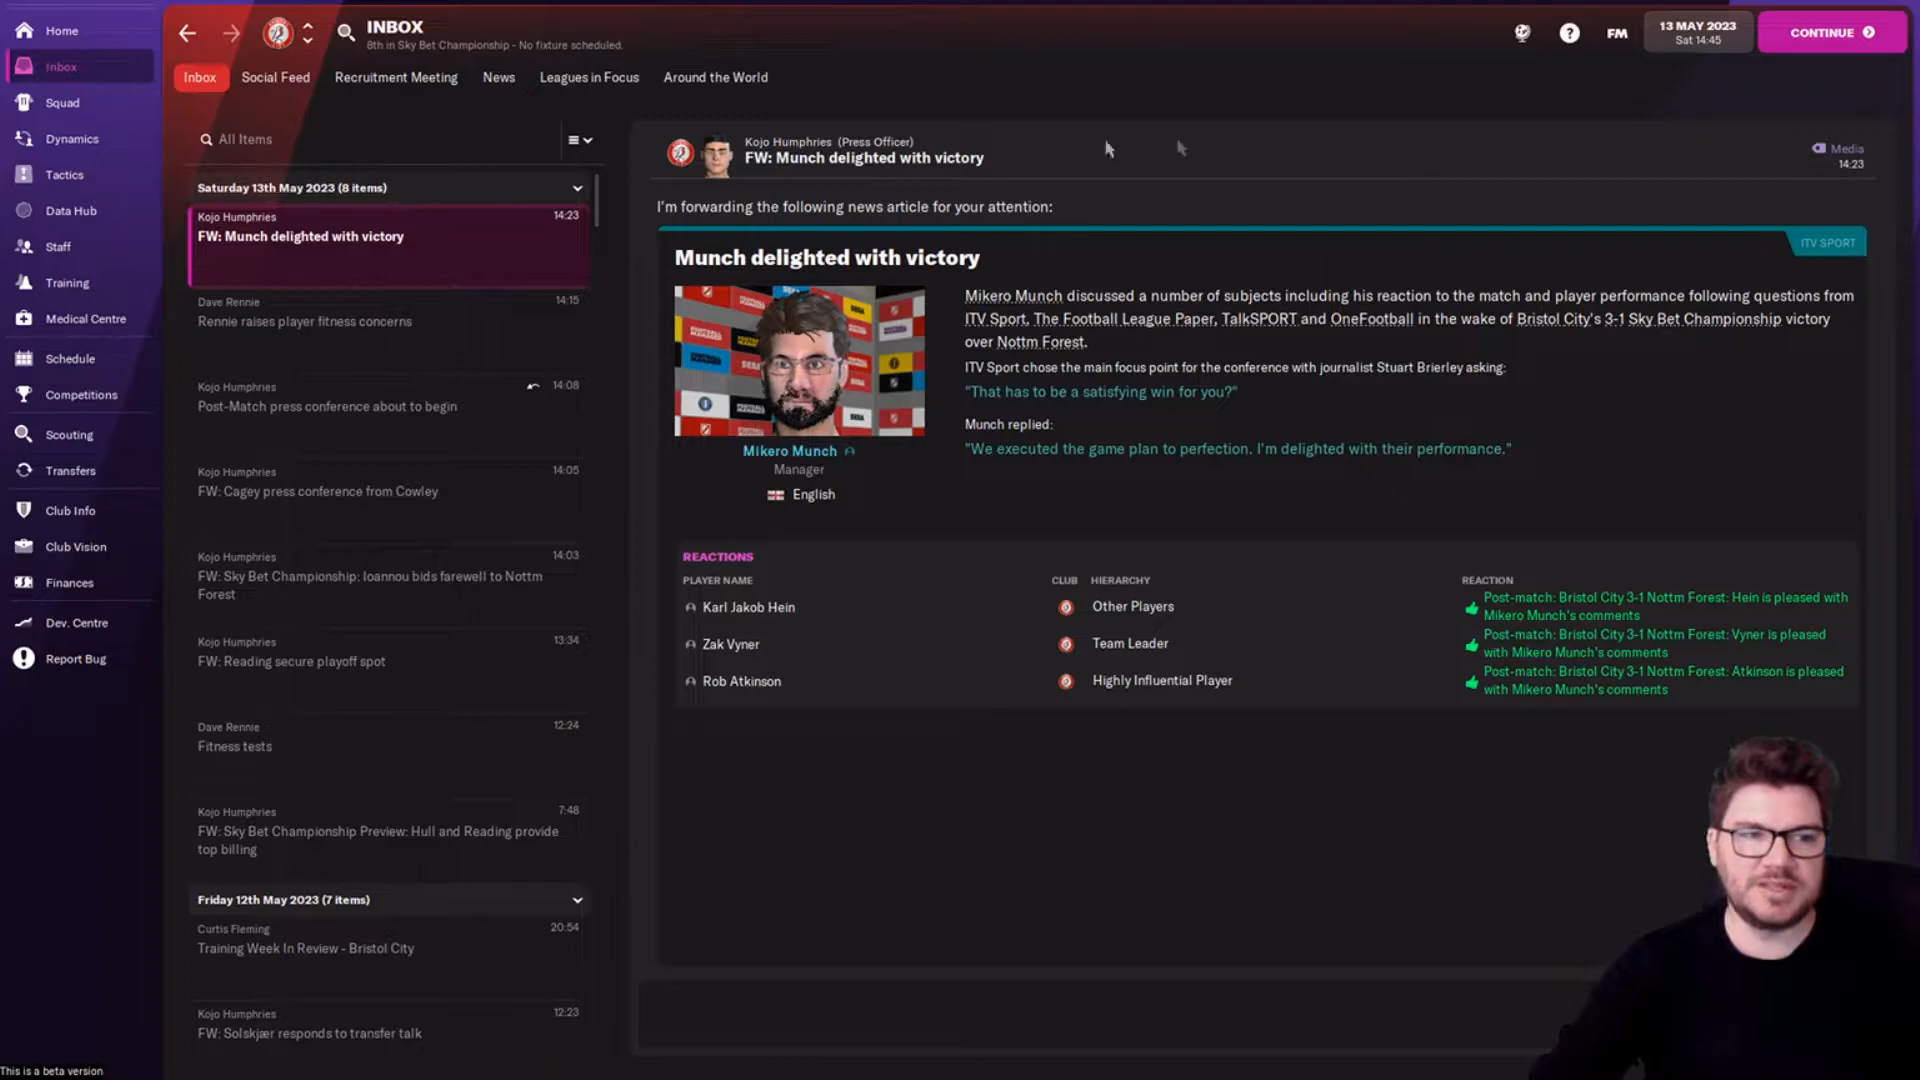 Home
Inbox
Squad
Dynamics
Tactics
Data Hub
Staff
Training
Medical Centre
Schedule
Competitions
Scouting
Transfers
Club Info
Club Vision
Finances
Dev. Centre
Report Bug
This is a beta version
INBOX
8th in Sky Bet Championship - No fixture scheduled.
FM
13 MAY 2023
Sat 14:45
CONTINUE
Inbox
Social Feed
Recruitment Meeting
News
Leagues in Focus
Around the World
All Items
Saturday 13th May 2023 (8 items)
Kojo Humphries
14:23
FW: Munch delighted with victory
Dave Rennie
14:15
Rennie raises player fitness concerns
Kojo Humphries
14:08
Post-Match press conference about to begin
Kojo Humphries
14:05
FW: Cagey press conference from Cowley
Kojo Humphries
14:03
FW: Sky Bet Championship: Ioannou bids farewell to Nottm
Forest
Kojo Humphries
13:34
FW: Reading secure playoff spot
Dave Rennie
12:24
Fitness tests
Kojo Humphries
7:48
FW: Sky Bet Championship Preview: Hull and Reading provide
top billing
Friday 12th May 2023 (7 items)
Curtis Fleming
20:54
Training Week In Review - Bristol City
Kojo Humphries
12:23
FW: Solskjær responds to transfer talk
Kojo Humphries (Press Officer)
FW: Munch delighted with victory
Media
14:23
I'm forwarding the following news article for your attention:
ITV SPORT
Munch delighted with victory
Mikero Munch discussed a number of subjects including his reaction to the match and player performance following questions from
ITV Sport, The Football League Paper, TalkSPORT and OneFootball in the wake of Bristol City's 3-1 Sky Bet Championship victory
over Nottm Forest.
ITV Sport chose the main focus point for the conference with journalist Stuart Brierley asking:
"That has to be a satisfying win for you?"
Munch replied:
"We executed the game plan to perfection. I'm delighted with their performance."
Mikero Munch
Manager
English
REACTIONS
PLAYER NAME
CLUB
HIERARCHY
REACTION
Karl Jakob Hein
Other Players
Post-match: Bristol City 3-1 Nottm Forest: Hein is pleased with
Mikero Munch's comments
Zak Vyner
Team Leader
Post-match: Bristol City 3-1 Nottm Forest: Vyner is pleased
with Mikero Munch's comments
Rob Atkinson
Highly Influential Player
Post-match: Bristol City 3-1 Nottm Forest: Atkinson is pleased
with Mikero Munch's comments